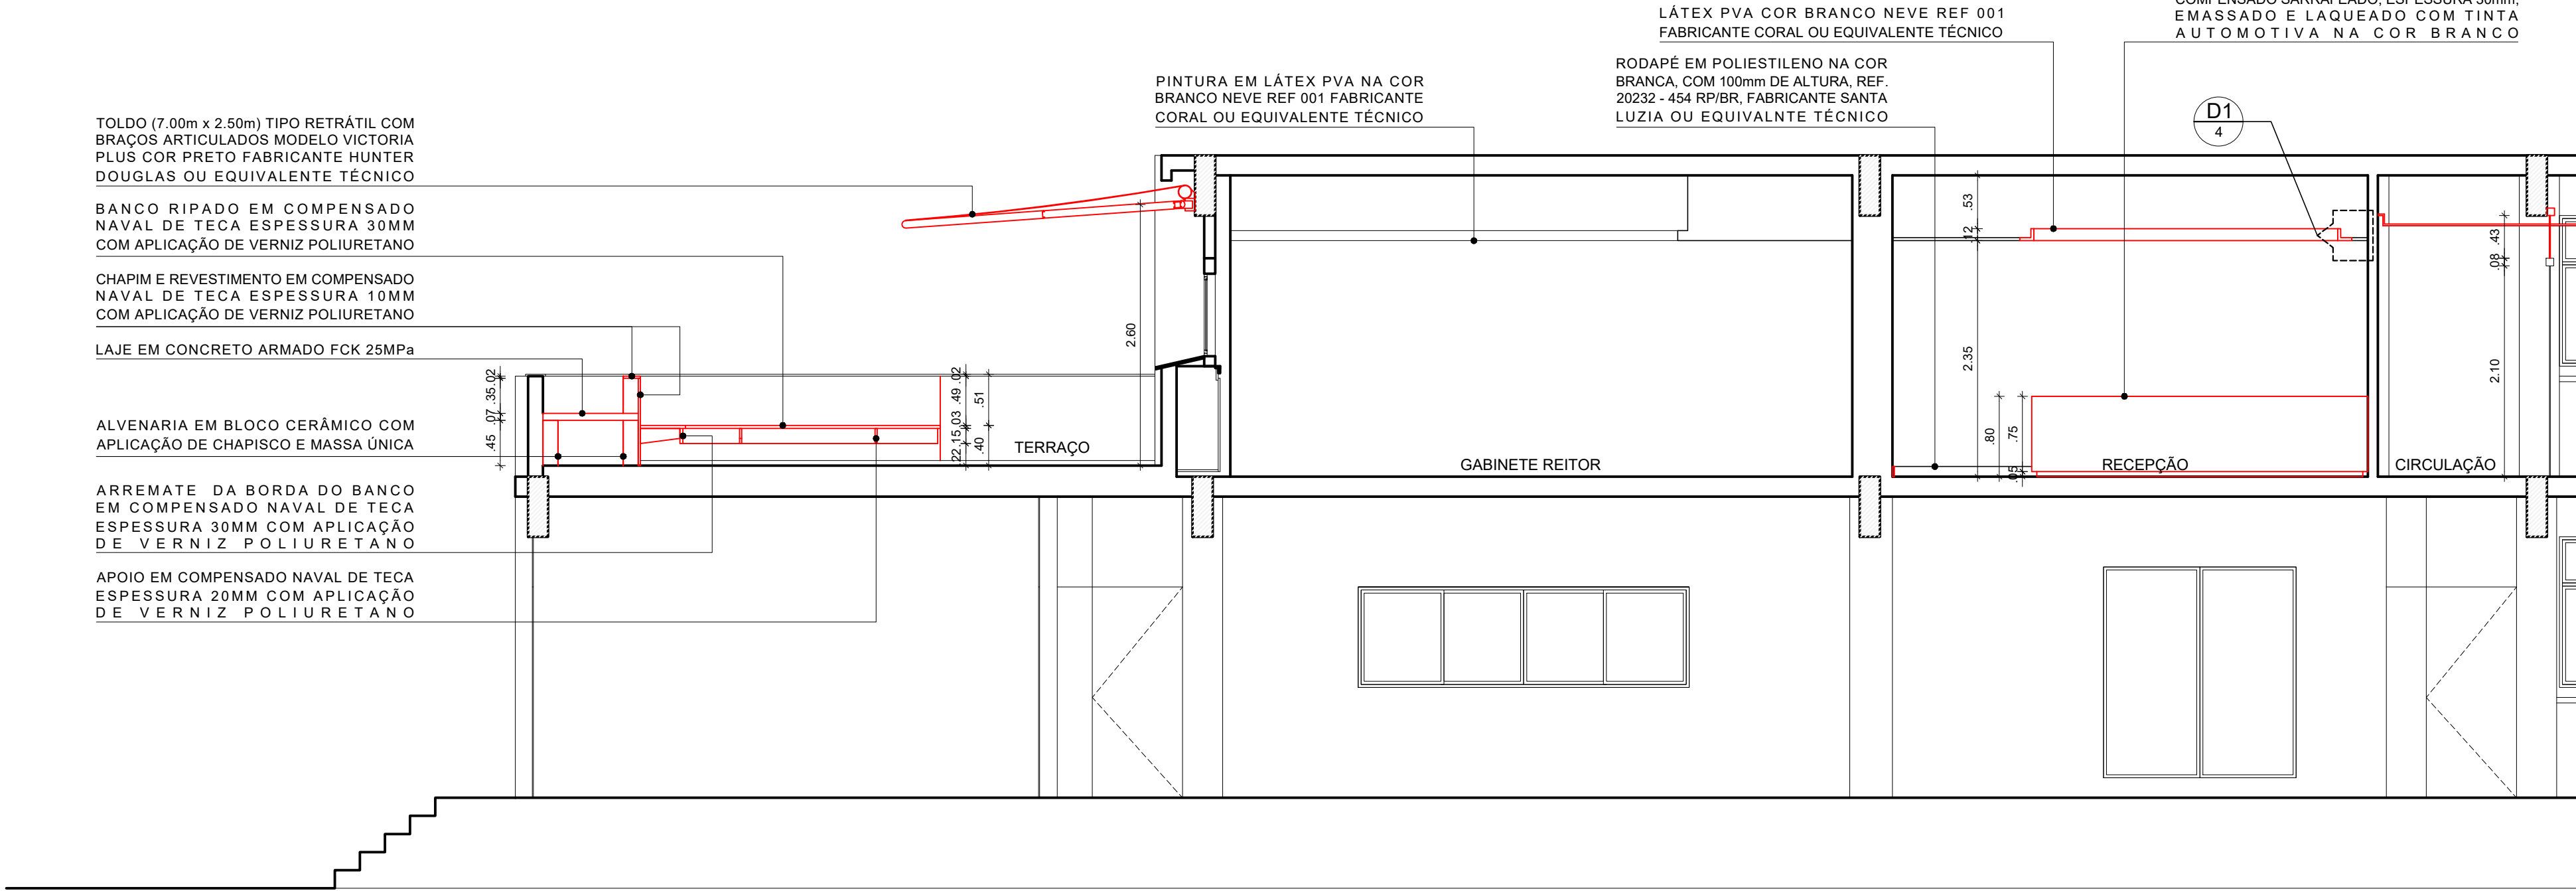 TOLDO (7.00m x 2.50m) TIPO RETRÁTIL COM
BRAÇOS ARTICULADOS MODELO VICTORIA
PLUS COR PRETO FABRICANTE HUNTER
DOUGLAS OU EQUIVALENTE TÉCNICO
BANCO RIPADO EM COMPENSADO
NAVAL DE TECA ESPESSURA 30MM
COM APLICAÇÃO DE VERNIZ POLIURETANO
CHAPIM E REVESTIMENTO EM COMPENSADO
NAVAL DE TECA ESPESSURA 10MM
COM APLICAÇÃO DE VERNIZ POLIURETANO
LAJE EM CONCRETO ARMADO FCK 25MPa
ALVENARIA EM BLOCO CERÂMICO COM
APLICAÇÃO DE CHAPISCO E MASSA ÚNICA
ARREMATE DA BORDA DO BANCO
EM COMPENSADO NAVAL DE TECA
ESPESSURA 30MM COM APLICAÇÃO
DE VERNIZ POLIURETANO
APOIO EM COMPENSADO NAVAL DE TECA
ESPESSURA 20MM COM APLICAÇÃO
DE VERNIZ POLIURETANO
.02
.35
.07
.45
.02
.49
.03
.15
.22
.51
.40
TERRAÇO
2.60
PINTURA EM LÁTEX PVA NA COR
BRANCO NEVE REF 001 FABRICANTE
CORAL OU EQUIVALENTE TÉCNICO
GABINETE REITOR
LÁTEX PVA COR BRANCO NEVE REF 001
FABRICANTE CORAL OU EQUIVALENTE TÉCNICO
RODAPÉ EM POLIESTILENO NA COR
BRANCA, COM 100mm DE ALTURA, REF.
20232 - 454 RP/BR, FABRICANTE SANTA
LUZIA OU EQUIVALNTE TÉCNICO
COMPENSADO SARRAFEADO, ESPESSURA 30mm,
EMASSADO E LAQUEADO COM TINTA
AUTOMOTIVA NA COR BRANCO
D1
4
.53
.12
2.35
.80
.75
.05
RECEPÇÃO
CIRCULAÇÃO
.43
.08
2.10